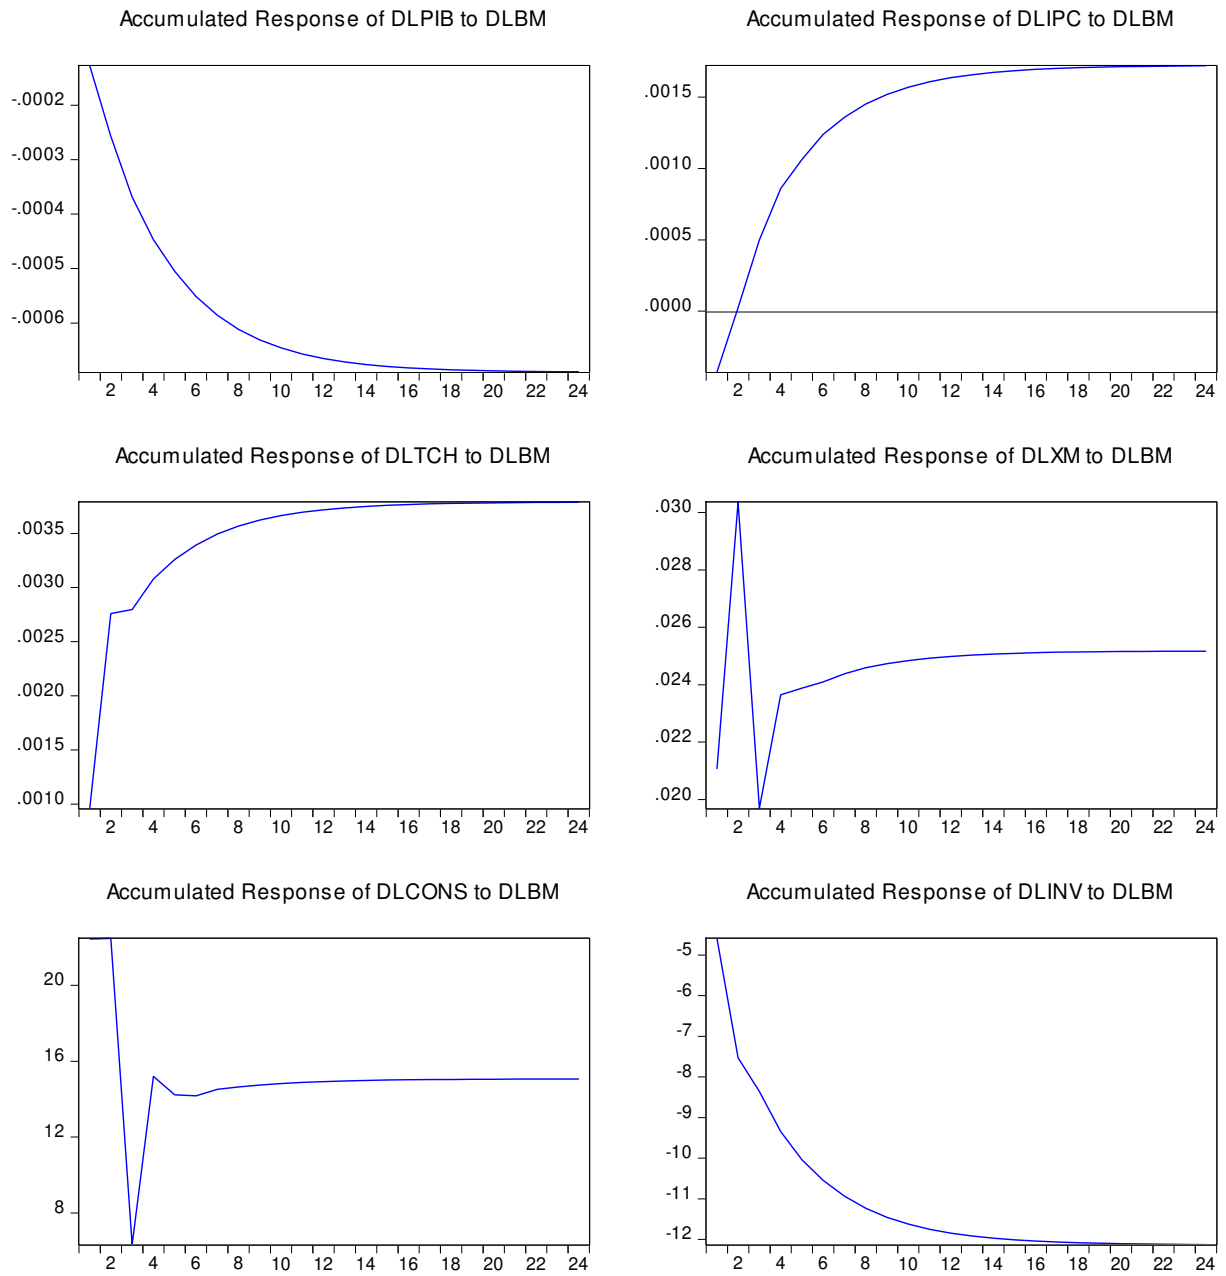 Accumulated Response of DLPIB to DLBM
-.0002
-.0003
-.0004
-.0005
-.0006
2 4 6 8 10 12 14 16 18 20 22 24
Accumulated Response of DLIPC to DLBM
.0015
.0010
.0005
.0000
2 4 6 8 10 12 14 16 18 20 22 24
Accumulated Response of DLTCH to DLBM
.0035
.0030
.0025
.0020
.0015
.0010
2 4 6 8 10 12 14 16 18 20 22 24
Accumulated Response of DLXM to DLBM
.030
.028
.026
.024
.022
.020
2 4 6 8 10 12 14 16 18 20 22 24
Accumulated Response of DLCONS to DLBM
20
16
12
8
2 4 6 8 10 12 14 16 18 20 22 24
Accumulated Response of DLINV to DLBM
-5
-6
-7
-8
-9
-10
-11
-12
2 4 6 8 10 12 14 16 18 20 22 24